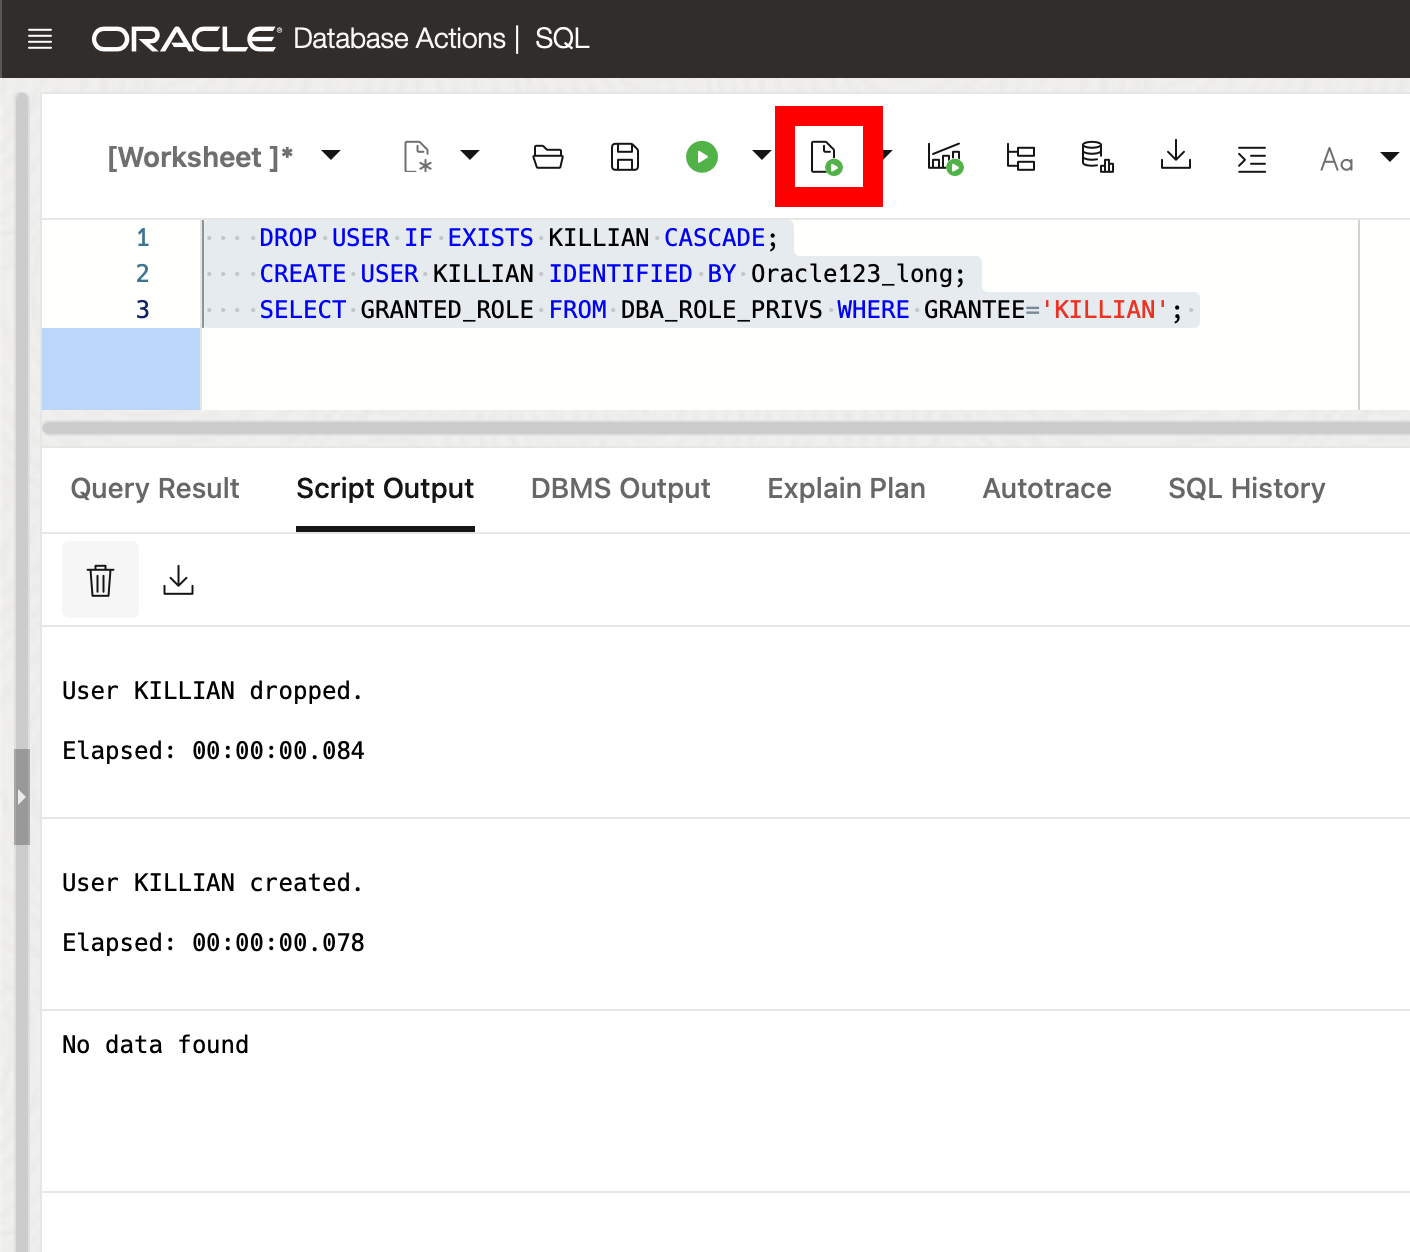 ORACLE® Database Actions | SQL
[Worksheet ]*
Aa
1 DROP USER IF EXISTS KILLIAN CASCADE;
2 CREATE USER KILLIAN IDENTIFIED BY Oracle123_long;
3 SELECT GRANTED_ROLE FROM DBA_ROLE_PRIVS WHERE GRANTEE='KILLIAN';
Query Result Script Output DBMS Output Explain Plan Autotrace SQL History
User KILLIAN dropped.
Elapsed: 00:00:00.084
User KILLIAN created.
Elapsed: 00:00:00.078
No data found